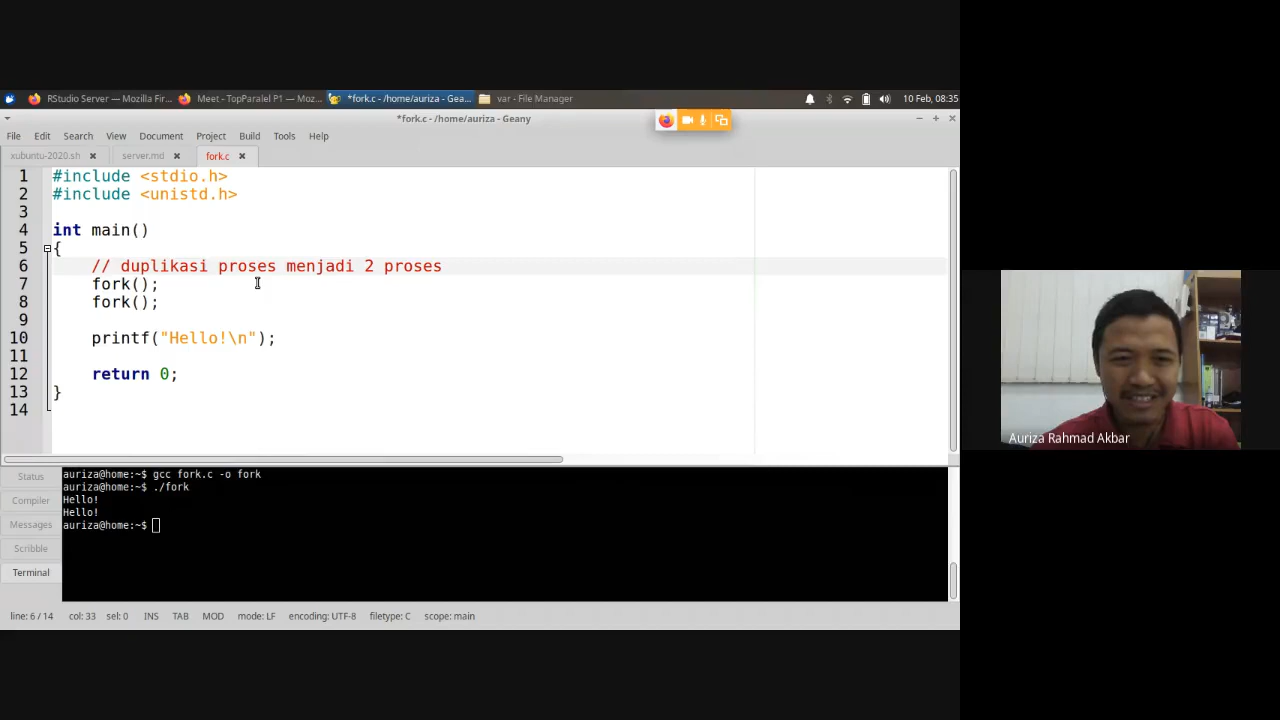 RStudio Server — Mozilla Fir...
Meet - TopParalel P1 — Moz...
*fork.c - /home/auriza - Gea...
var - File Manager
10 Feb, 08:35
*fork.c - /home/auriza - Geany
File Edit Search View Document Project Build Tools Help
xubuntu-2020.sh
server.md
fork.c
1 #include <stdio.h>
2 #include <unistd.h>
3
4 int main()
5 {
6 // duplikasi proses menjadi 2 proses
7 fork();
8 fork();
9
10 printf("Hello!\n");
11
12 return 0;
13 }
14
Auriza Rahmad Akbar
Status
Compiler
Messages
Scribble
Terminal
auriza@home:~$ gcc fork.c -o fork
auriza@home:~$ ./fork
Hello!
Hello!
auriza@home:~$
line: 6 / 14 col: 33 sel: 0 INS TAB MOD mode: LF encoding: UTF-8 filetype: C scope: main